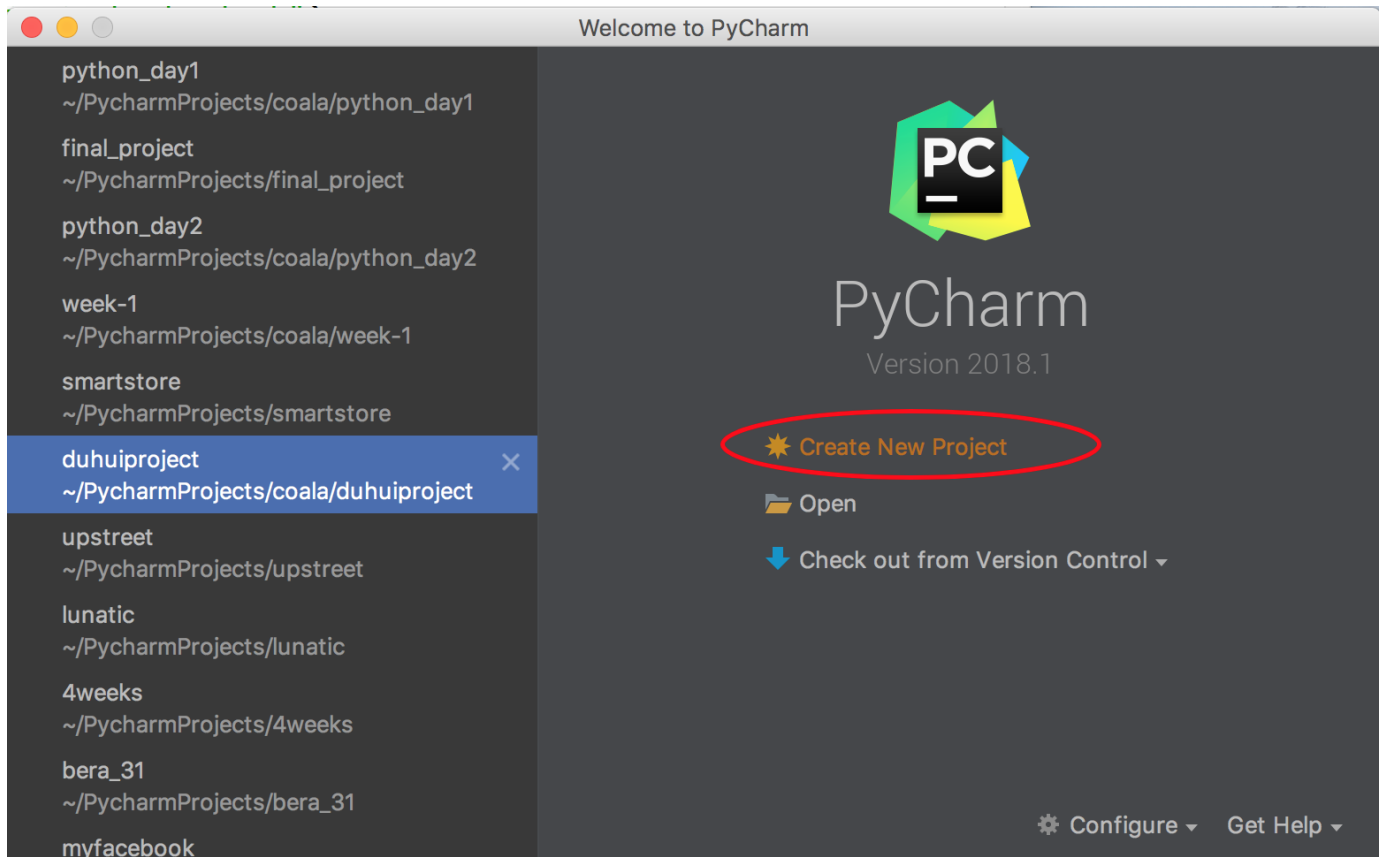 Welcome to PyCharm
python_day1
~/PycharmProjects/coala/python_day1
final_project
~/PycharmProjects/final_project
python_day2
~/PycharmProjects/coala/python_day2
week-1
~/PycharmProjects/coala/week-1
smartstore
~/PycharmProjects/smartstore
duhuiproject
~/PycharmProjects/coala/duhuiproject
upstreet
~/PycharmProjects/upstreet
lunatic
~/PycharmProjects/lunatic
4weeks
~/PycharmProjects/4weeks
bera_31
~/PycharmProjects/bera_31
myfacebook
PC
PyCharm
Version 2018.1
Create New Project
Open
Check out from Version Control
Configure
Get Help